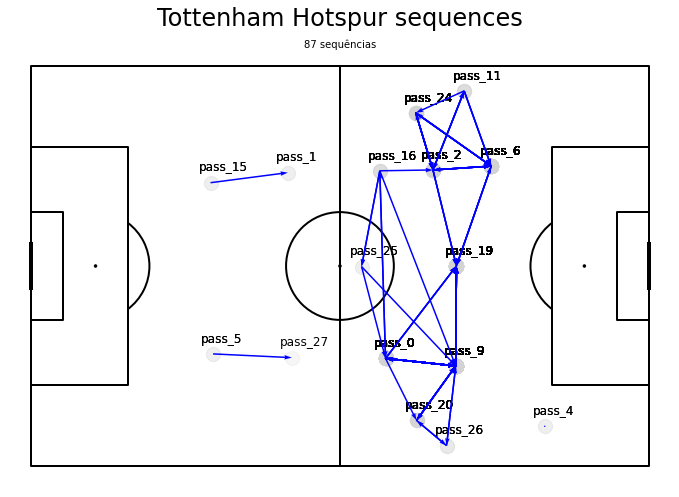 Tottenham Hotspur sequences
87 sequências
pass_11
pass_24
pass_6
pass_2
pass_16
pass_1
pass_15
pass_19
pass_25
pass_5
pass_27
pass_0
pass_9
pass_20
pass_4
pass_26